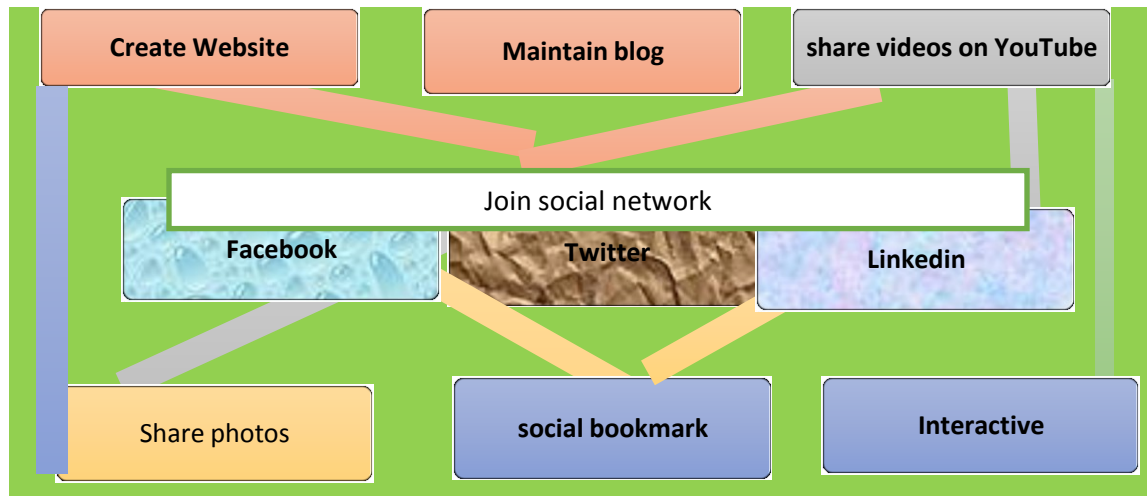 Create Website
Maintain blog
share videos on YouTube
Join social network
Facebook
Twitter
Linkedin
Share photos
social bookmark
Interactive